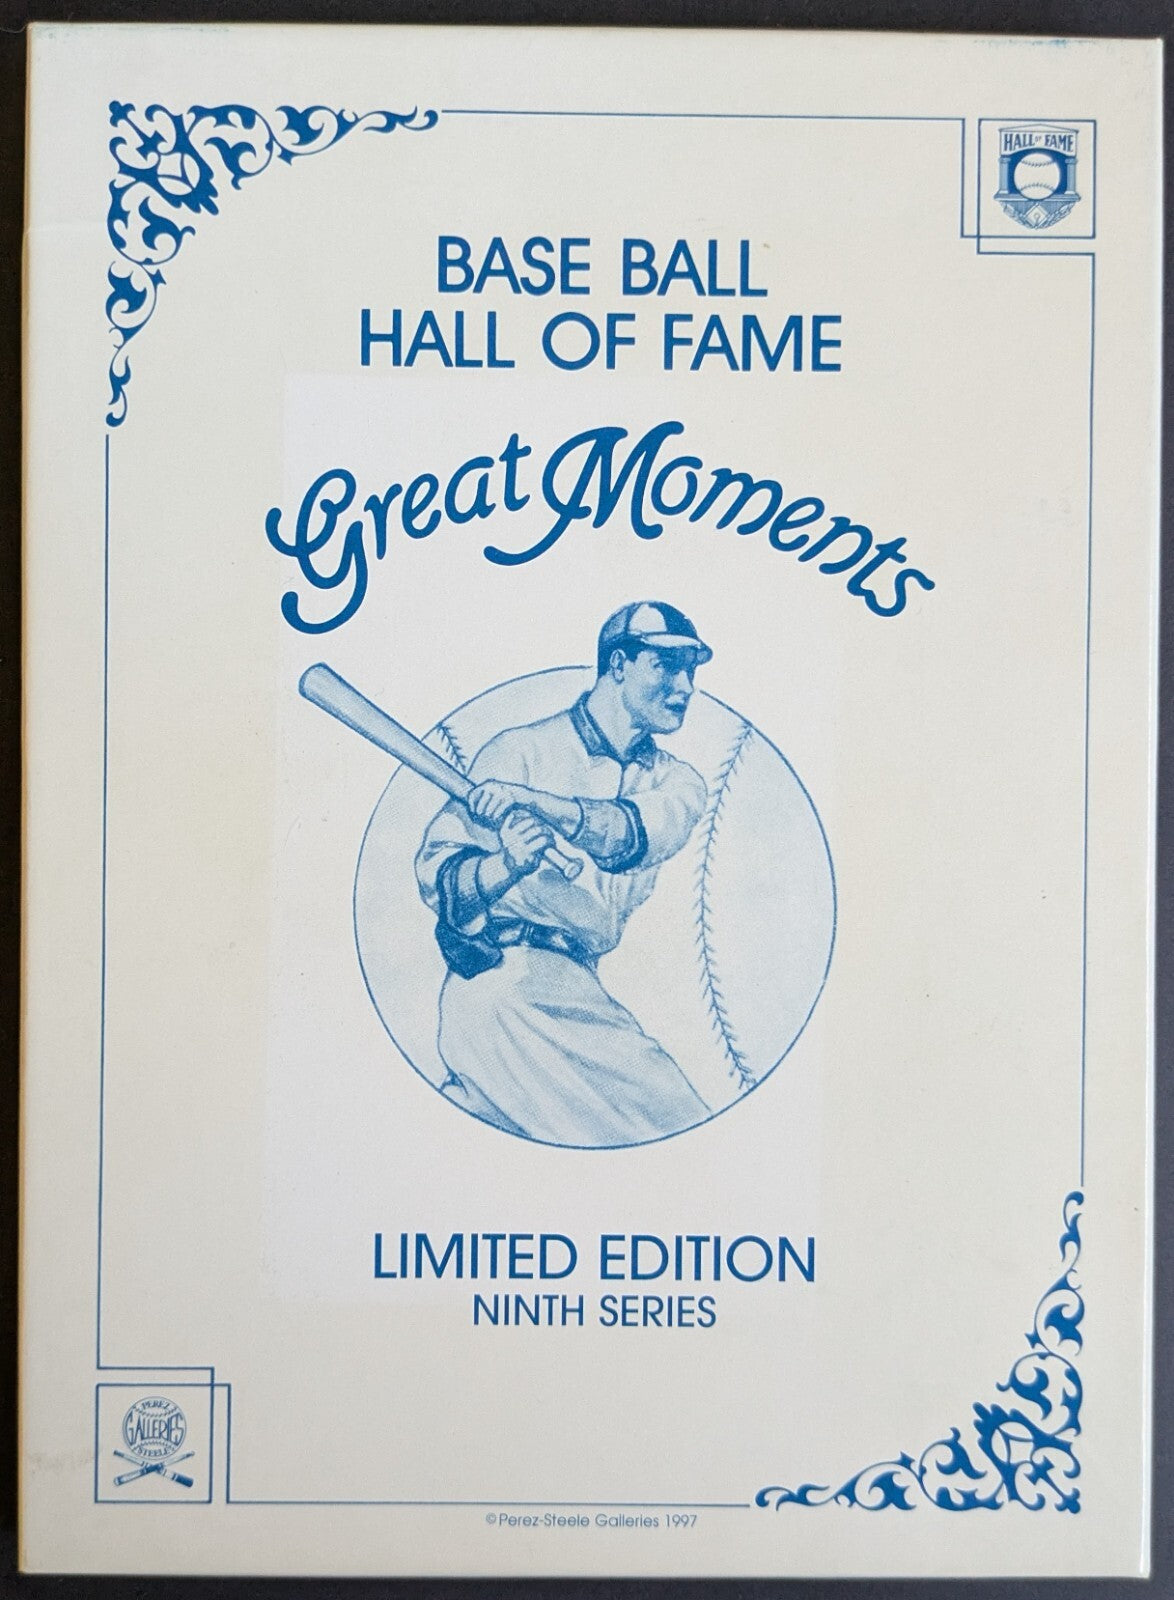 HALL OF FAME
BASE BALL
HALL OF FAME
Great Moments
LIMITED EDITION
NINTH SERIES
PEREZ
GALLERIES
STEELE
© Perez-Steele Galleries 1997